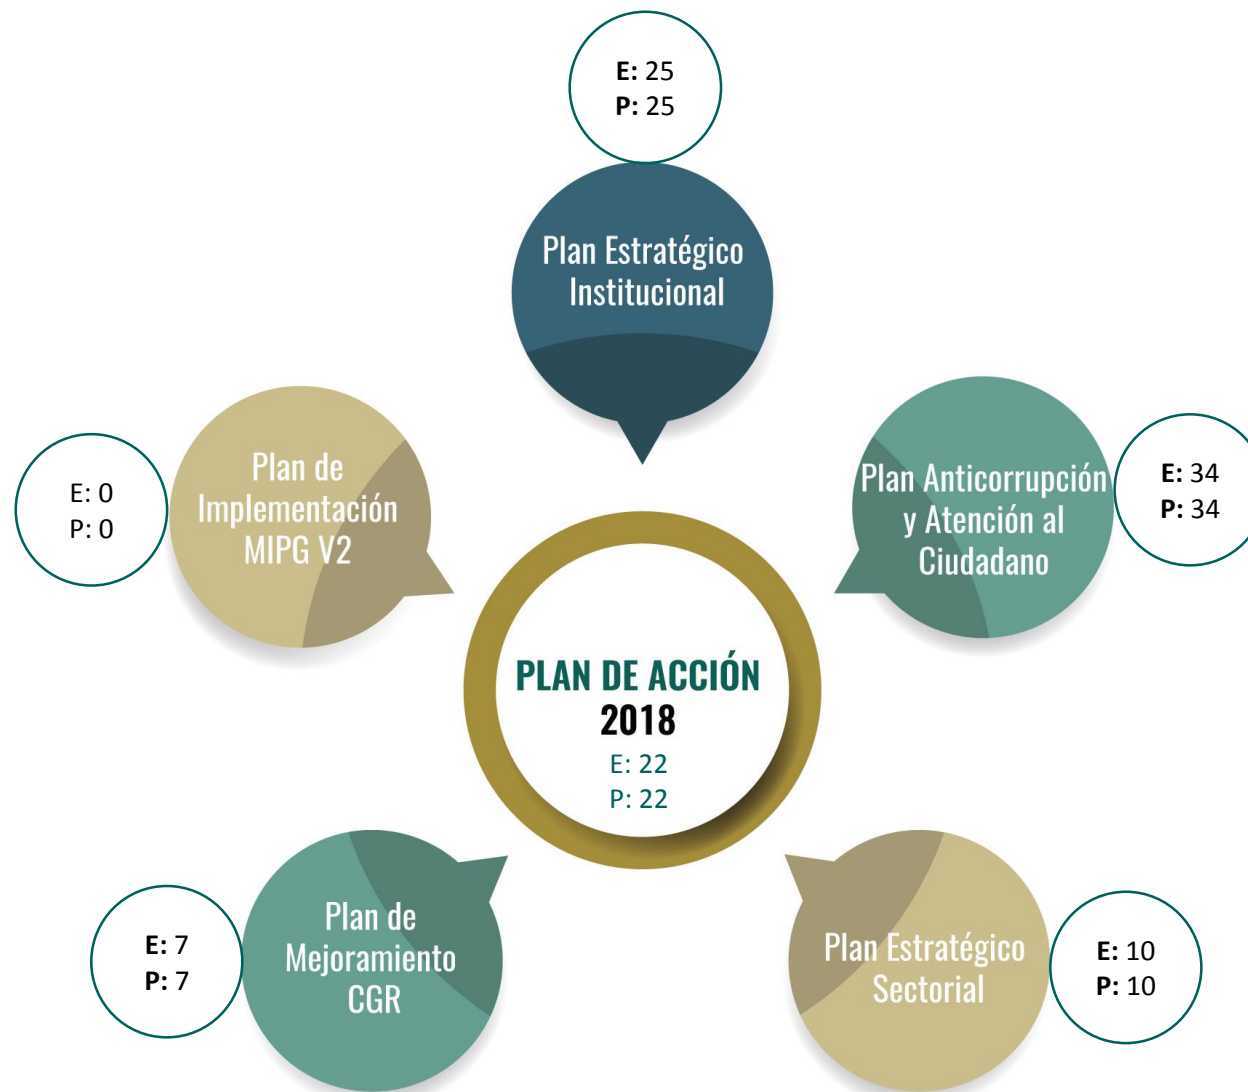 E: 25
P: 25
Plan Estratégico
Institucional
E: 0
P: 0
Plan de
Implementación
MIPG V2
Plan Anticorrupción
y Atención al
Ciudadano
E: 34
P: 34
PLAN DE ACCIÓN
2018
E: 22
P: 22
E: 7
P: 7
Plan de
Mejoramiento
CGR
Plan Estratégico
Sectorial
E: 10
P: 10